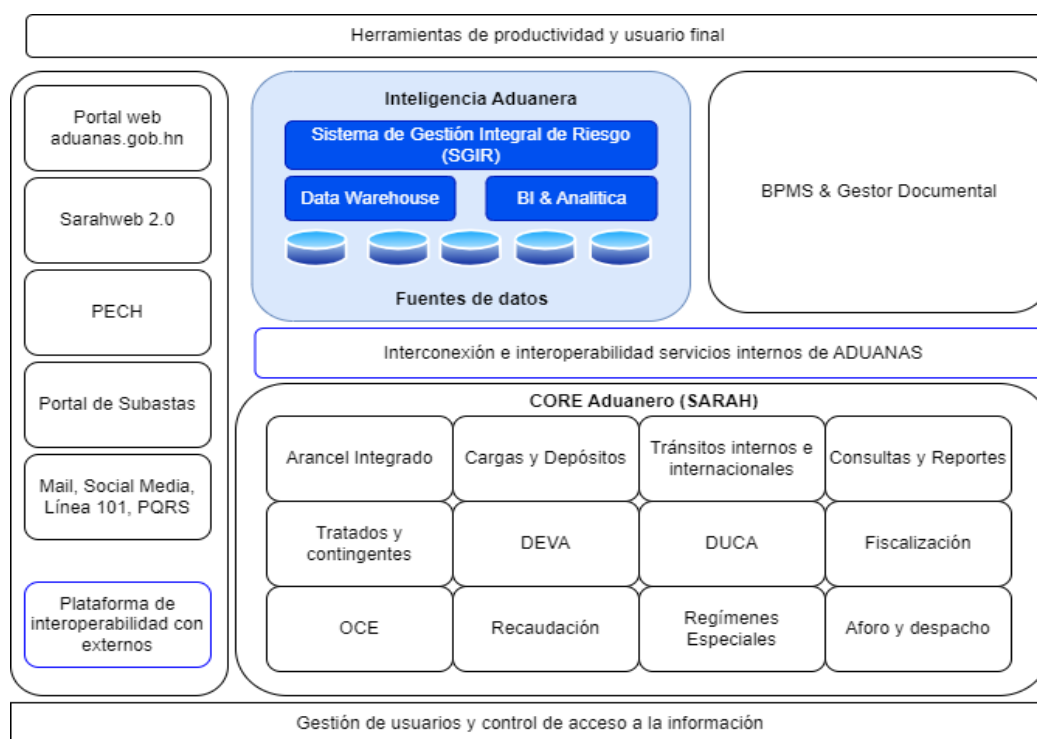 Herramientas de productividad y usuario final
Portal web
aduanas.gob.hn
Sarahweb 2.0
PECH
Portal de Subastas
Mail, Social Media,
Línea 101, PQRS
Plataforma de
interoperabilidad con
externos
Inteligencia Aduanera
Sistema de Gestión Integral de Riesgo
(SGIR)
Data Warehouse
BI & Analitica
Fuentes de datos
BPMS & Gestor Documental
Interconexión e interoperabilidad servicios internos de ADUANAS
CORE Aduanero (SARAH)
Arancel Integrado
Cargas y Depósitos
Tránsitos internos e
internacionales
Consultas y Reportes
Tratados y
contingentes
DEVA
DUCA
Fiscalización
OCE
Recaudación
Regímenes
Especiales
Aforo y despacho
Gestión de usuarios y control de acceso a la información